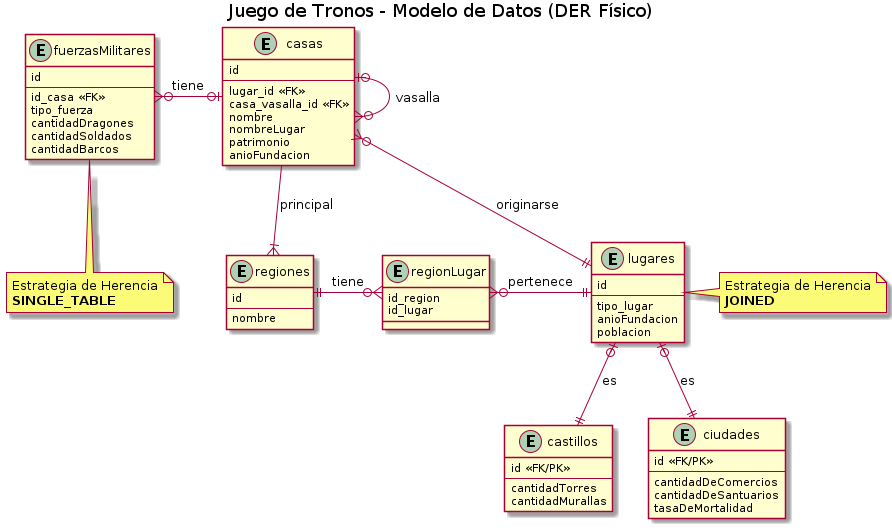 Juego de Tronos - Modelo de Datos (DER Físico)
E fuerzasMilitares
id
id_casa «FK»
tipo_fuerza
cantidadDragones
cantidadSoldados
cantidadBarcos
tiene
E casas
id
lugar_id «FK»
casa_vasalla_id «FK»
nombre
nombreLugar
patrimonio
anioFundacion
vasalla
principal
originarse
Estrategia de Herencia
SINGLE_TABLE
E regiones
id
nombre
tiene
E regionLugar
id_region
id_lugar
pertenece
E lugares
id
tipo_lugar
anioFundacion
poblacion
Estrategia de Herencia
JOINED
es
es
E castillos
id «FK/PK»
cantidadTorres
cantidadMurallas
E ciudades
id «FK/PK»
cantidadDeComercios
cantidadDeSantuarios
tasaDeMortalidad